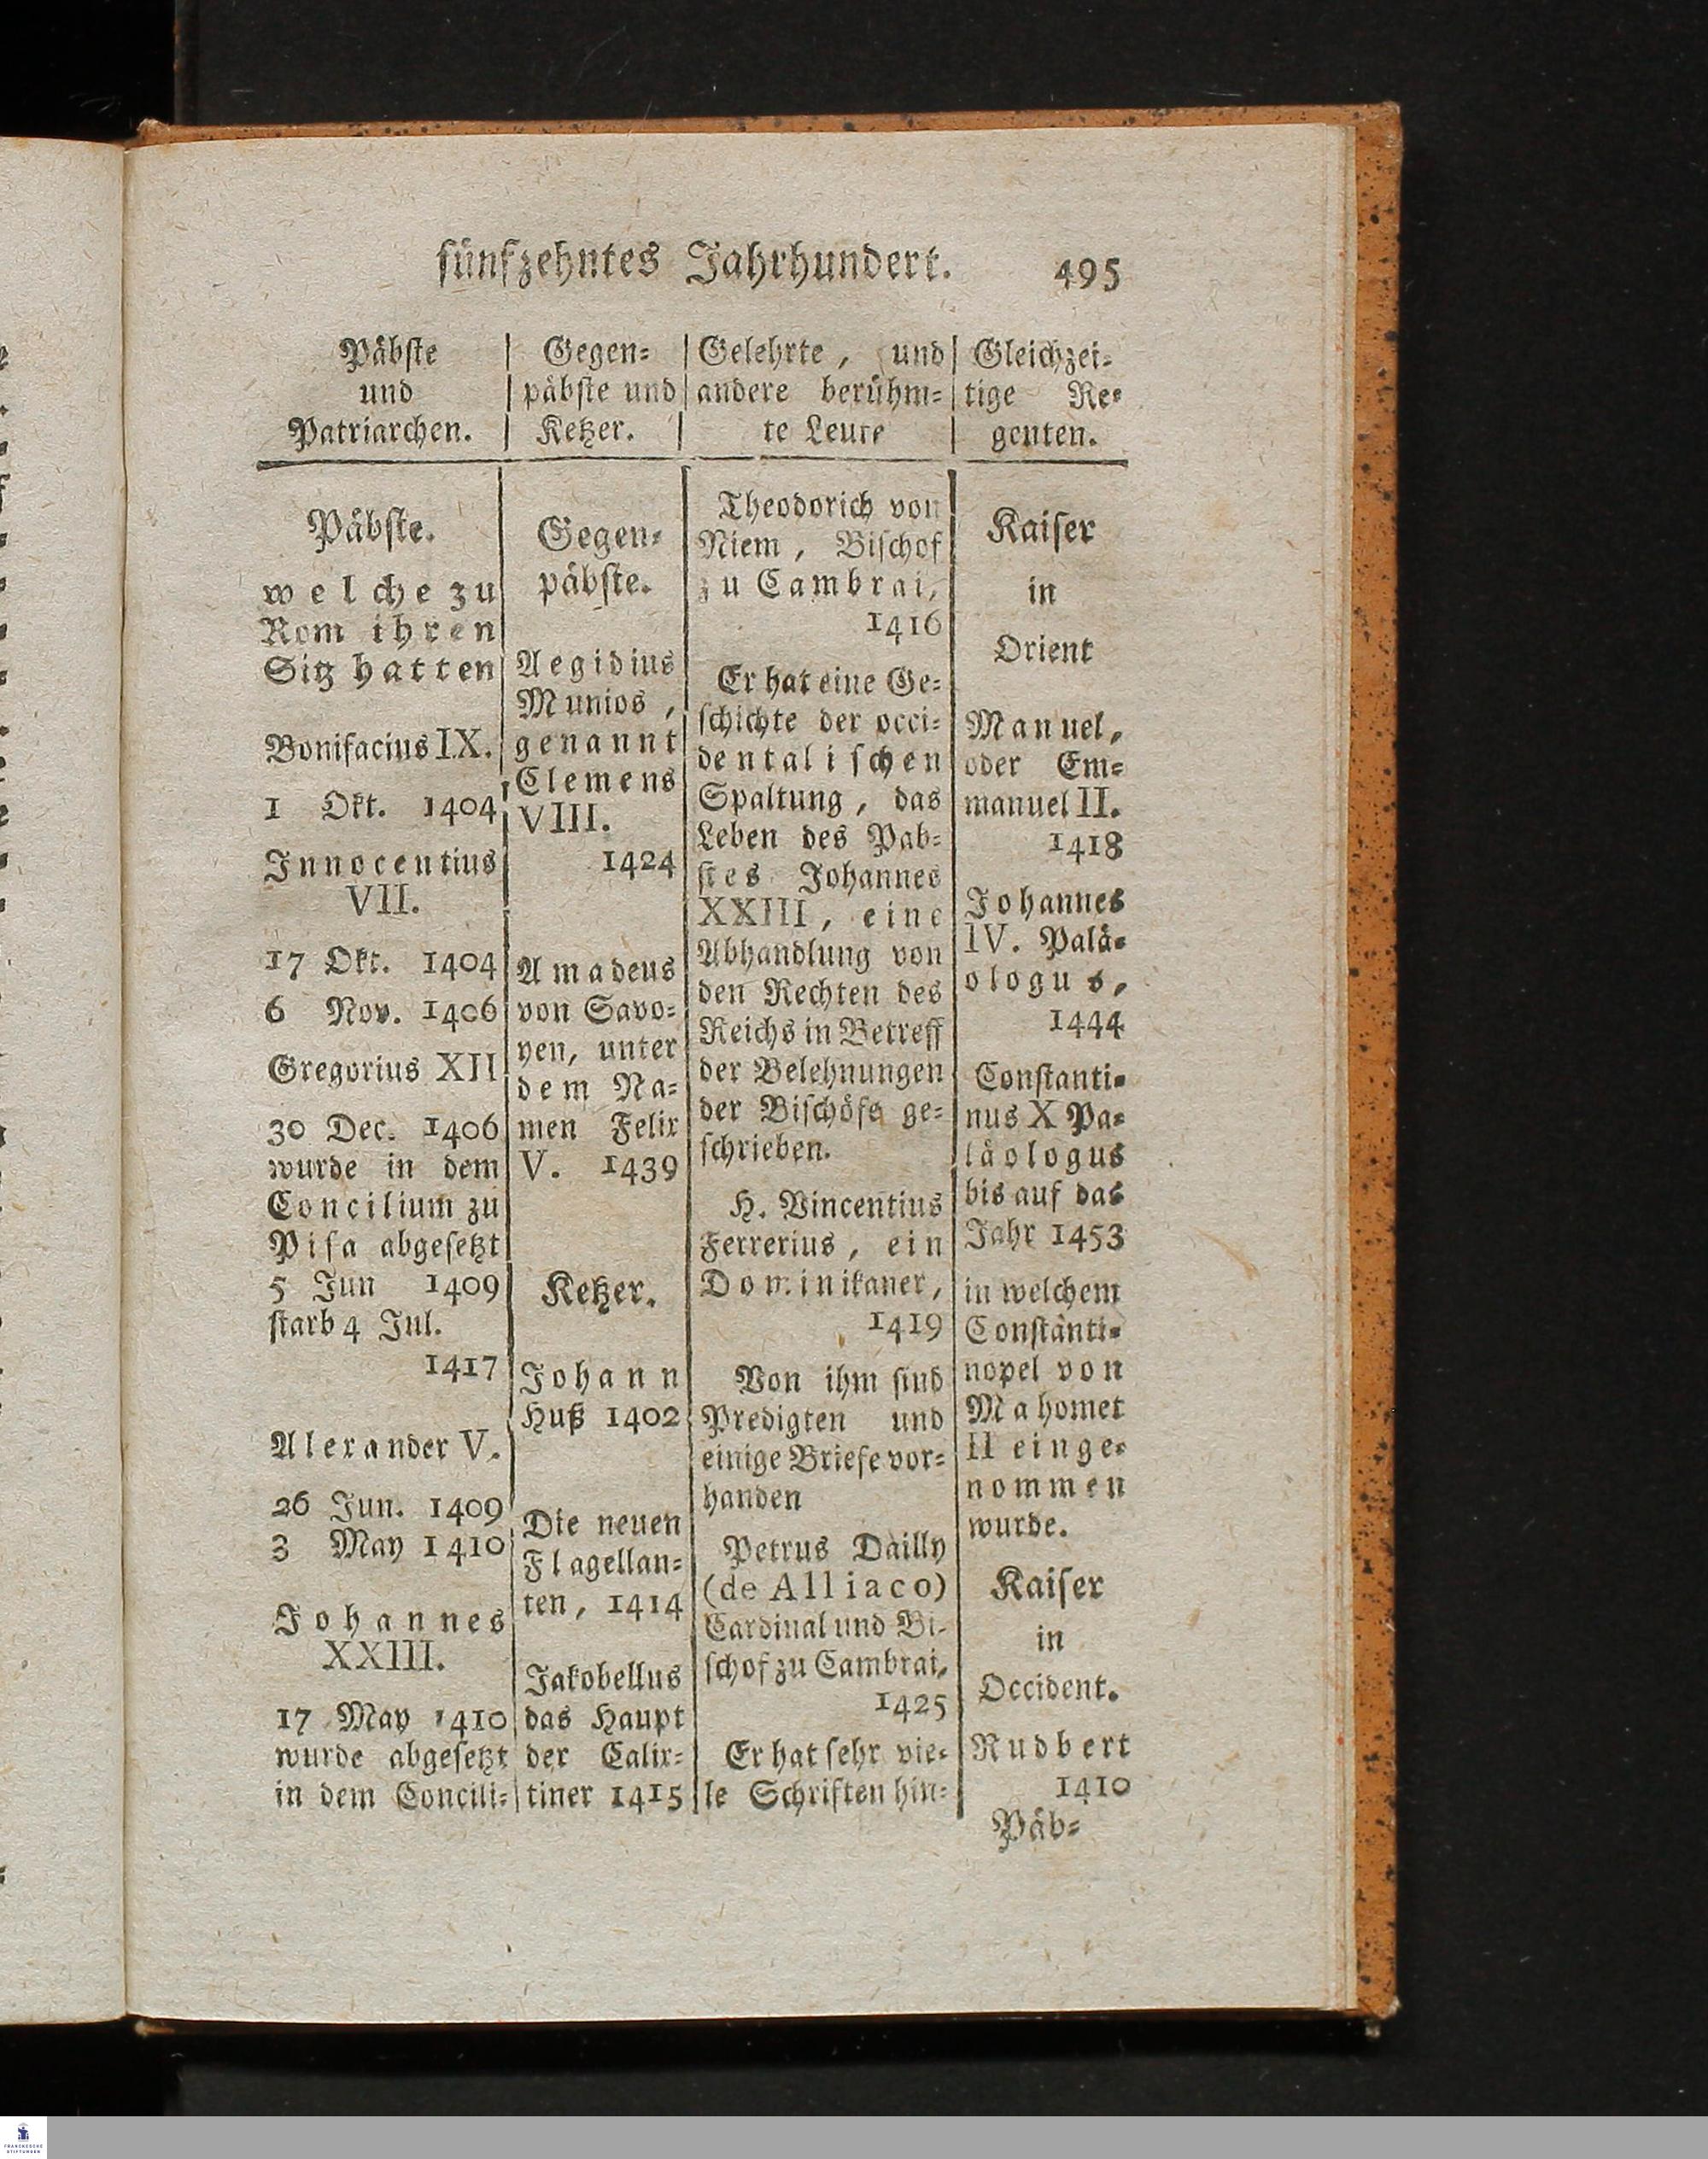 fünfzehntes Jahrhundert. 495
Päbste
und
Patriarchen.
Gegen-
päbste und
Ketzer.
Gelehrte, und
andere berühm-
te Leute
Gleichzei-
tige Re-
genten.
Päbste.
welche zu
Rom ihren
Sitz hatten
Bonifacius IX.
1 Okt. 1404
Innocentius
VII.
17 Okt. 1404
6 Nov. 1406
Gregorius XII
30 Dec. 1406
wurde in dem
Concilium zu
Pisa abgesetzt
5 Jun 1409
starb 4 Jul.
1417
Alexander V.
26 Jun. 1409
3 May 1410
Johannes
XXIII.
17 May 1410
wurde abgesetzt
in dem Concili-
Gegen-
päbste.
Aegidius
Munios,
genannt
Clemens
VIII.
1424
Amadeus
von Savo-
yen, unter
dem Na-
men Felix
V. 1439
Ketzer.
Johann
Huß 1402
Die neuen
Flagellan-
ten, 1414
Jakobellus
das Haupt
der Calix-
tiner 1415
Theodorich von
Niem, Bischof
zu Cambrai,
1416
Er hat eine Ge-
schichte der occi-
dentalischen
Spaltung, das
Leben des Pab-
stes Johannes
XXIII, eine
Abhandlung von
den Rechten des
Reichs in Betreff
der Belehnungen
der Bischöfe ge-
schrieben.
H. Vincentius
Ferrerius, ein
Dominikaner,
1419
Von ihm sind
Predigten und
einige Briefe vor-
handen
Petrus Dailly
(de Alliaco)
Cardinal und Bi-
schof zu Cambrai,
1425
Er hat sehr vie-
le Schriften hin-
Kaiser
in
Orient
Manuel,
oder Em-
manuel II.
1418
Johannes
IV. Palä-
ologus,
1444
Constanti-
nus X Pa-
läologus
bis auf das
Jahr 1453
in welchem
Constanti-
nopel von
Mahomet
II einge-
nommen
wurde.
Kaiser
in
Occident.
Rudbert
1410
Päb-
FRANCKESCHE
STIFTUNGEN